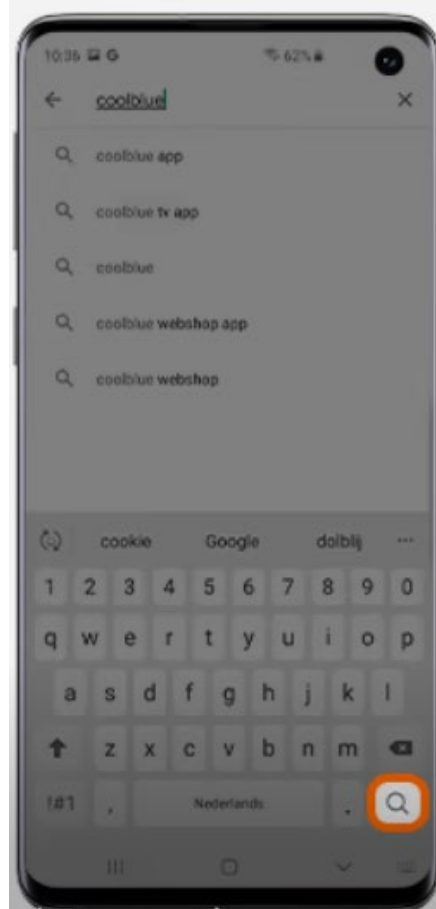 10:36 G 62%
coolblue
coolblue app
coolblue tv app
coolblue
coolblue webshop app
coolblue webshop
cookie Google dolblij ...
1 2 3 4 5 6 7 8 9 0
q w e r t y u i o p
a s d f g h j k l
z x c v b n m
!#1 , Nederlands .